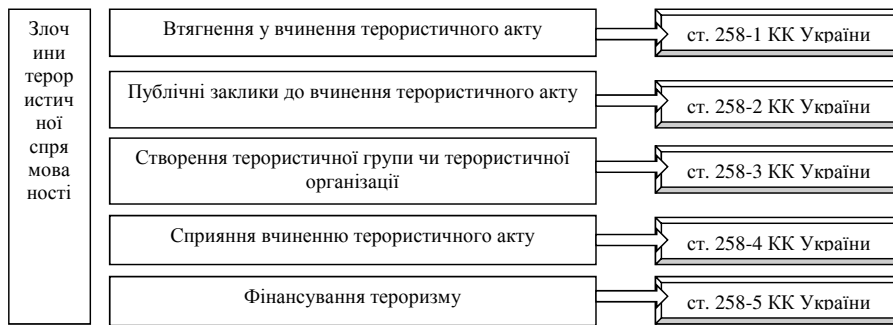 Злоч
ини
терор
истич
ної
спря
мова
ності
Втягнення у вчинення терористичного акту
ст. 258-1 КК України
Публічні заклики до вчинення терористичного акту
ст. 258-2 КК України
Створення терористичної групи чи терористичної
організації
ст. 258-3 КК України
Сприяння вчиненню терористичного акту
ст. 258-4 КК України
Фінансування тероризму
ст. 258-5 КК України